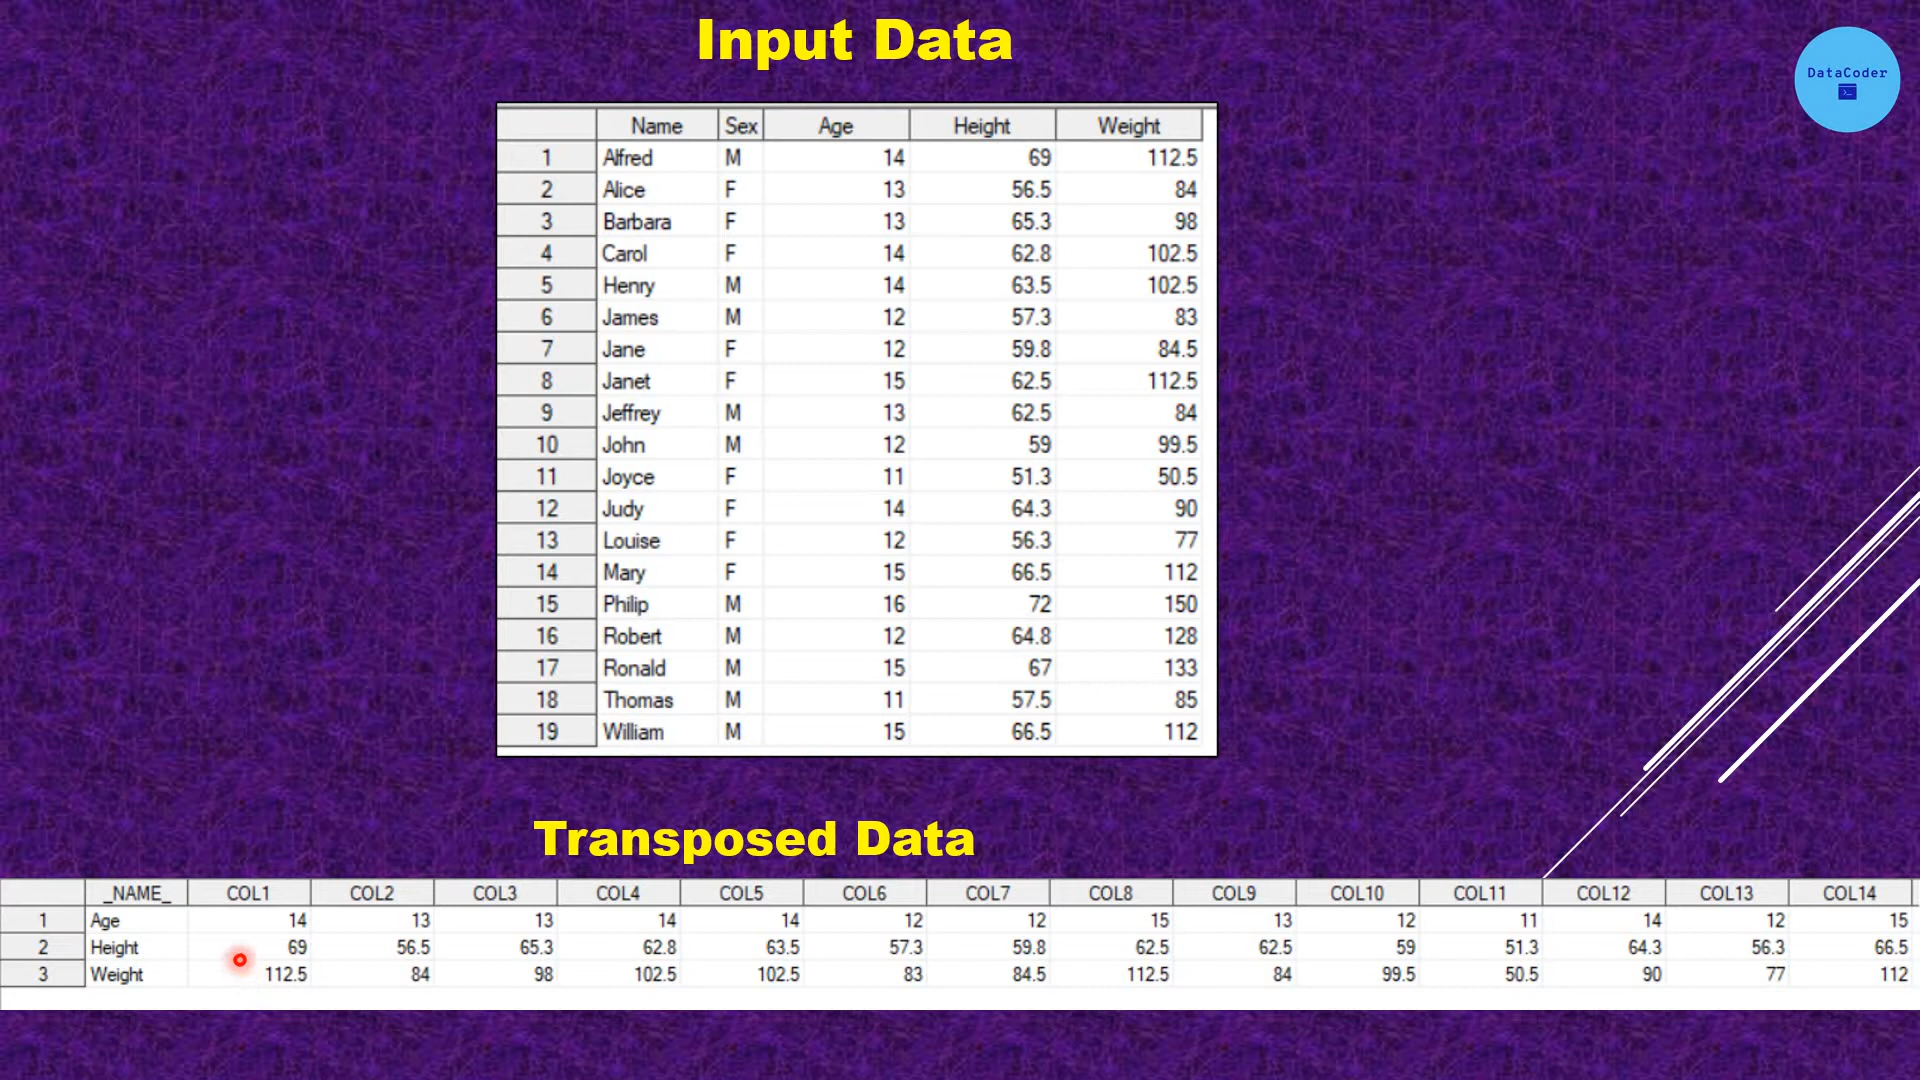 Input Data
DataCoder
Name Sex Age Height Weight
1 Alfred M 14 69 112.5
2 Alice F 13 56.5 84
3 Barbara F 13 65.3 98
4 Carol F 14 62.8 102.5
5 Henry M 14 63.5 102.5
6 James M 12 57.3 83
7 Jane F 12 59.8 84.5
8 Janet F 15 62.5 112.5
9 Jeffrey M 13 62.5 84
10 John M 12 59 99.5
11 Joyce F 11 51.3 50.5
12 Judy F 14 64.3 90
13 Louise F 12 56.3 77
14 Mary F 15 66.5 112
15 Philip M 16 72 150
16 Robert M 12 64.8 128
17 Ronald M 15 67 133
18 Thomas M 11 57.5 85
19 William M 15 66.5 112
Transposed Data
_NAME_ COL1 COL2 COL3 COL4 COL5 COL6 COL7 COL8 COL9 COL10 COL11 COL12 COL13 COL14
1 Age 14 13 13 14 14 12 12 15 13 12 11 14 12 15
2 Height 69 56.5 65.3 62.8 63.5 57.3 59.8 62.5 62.5 59 51.3 64.3 56.3 66.5
3 Weight 112.5 84 98 102.5 102.5 83 84.5 112.5 84 99.5 50.5 90 77 112